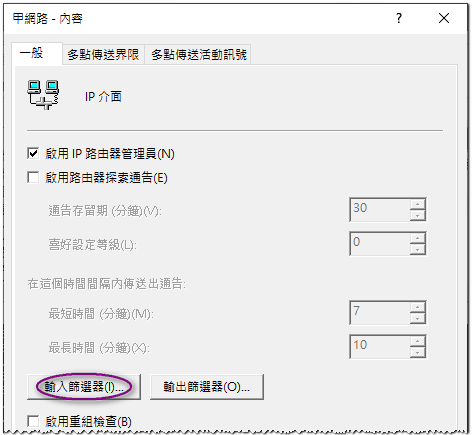 甲網路 - 內容
一般 多點傳送界限 多點傳送活動訊號
IP 介面
啟用 IP 路由器管理員(N)
啟用路由器探索通告(E)
通告存留期 (分鐘)(V): 30
喜好設定等級(L): 0
在這個時間間隔內傳送出通告:
最短時間 (分鐘)(M): 7
最長時間 (分鐘)(X): 10
輸入篩選器(I)... 輸出篩選器(O)...
啟用重組檢查(B)